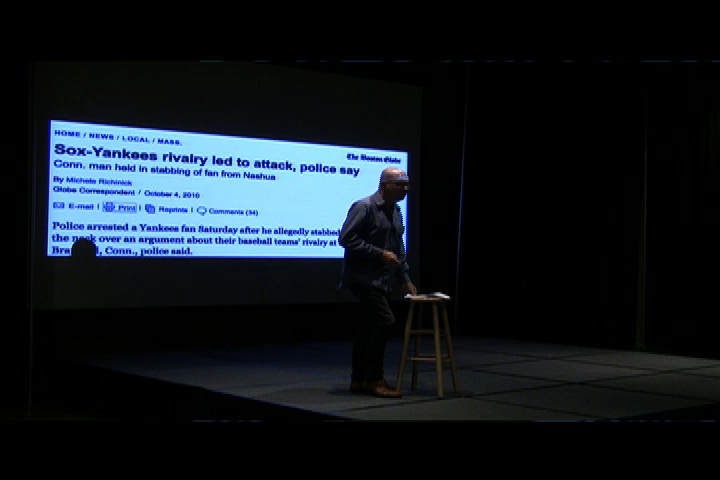 HOME / NEWS / LOCAL / MASS.
The Boston Globe
Sox-Yankees rivalry led to attack, police say
Conn. man held in stabbing of fan from Nashua
By Michele Richinick
Globe Correspondent / October 4, 2010
E-mail | Print | Reprints | Comments (34)
Police arrested a Yankees fan Saturday after he allegedly stabbed
the neck over an argument about their baseball teams' rivalry at
Conn., police said.